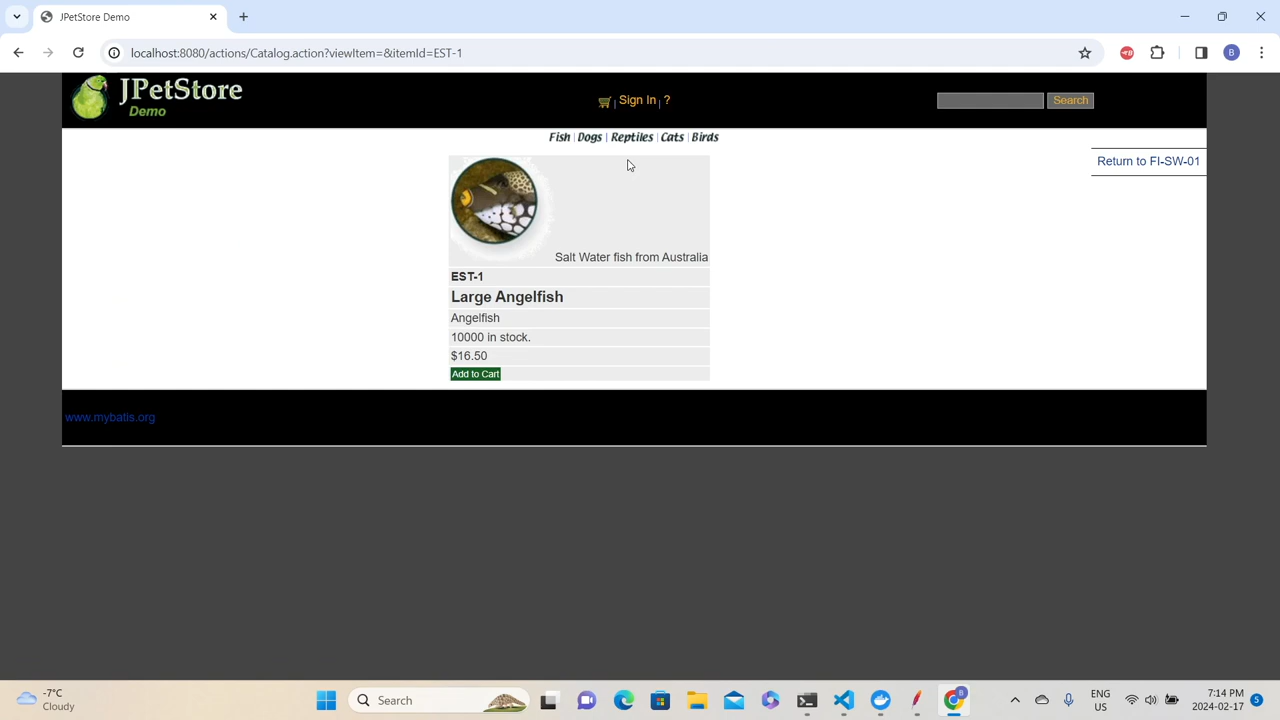 JPetStore Demo
localhost:8080/actions/Catalog.action?viewItem=&itemId=EST-1
B
JPetStore
Demo
Sign In | ?
Search
Fish | Dogs | Reptiles | Cats | Birds
Return to FI-SW-01
Salt Water fish from Australia
EST-1
Large Angelfish
Angelfish
10000 in stock.
$16.50
Add to Cart
www.mybatis.org
-7°C
Cloudy
Search
B
ENG
US
7:14 PM
2024-02-17
5